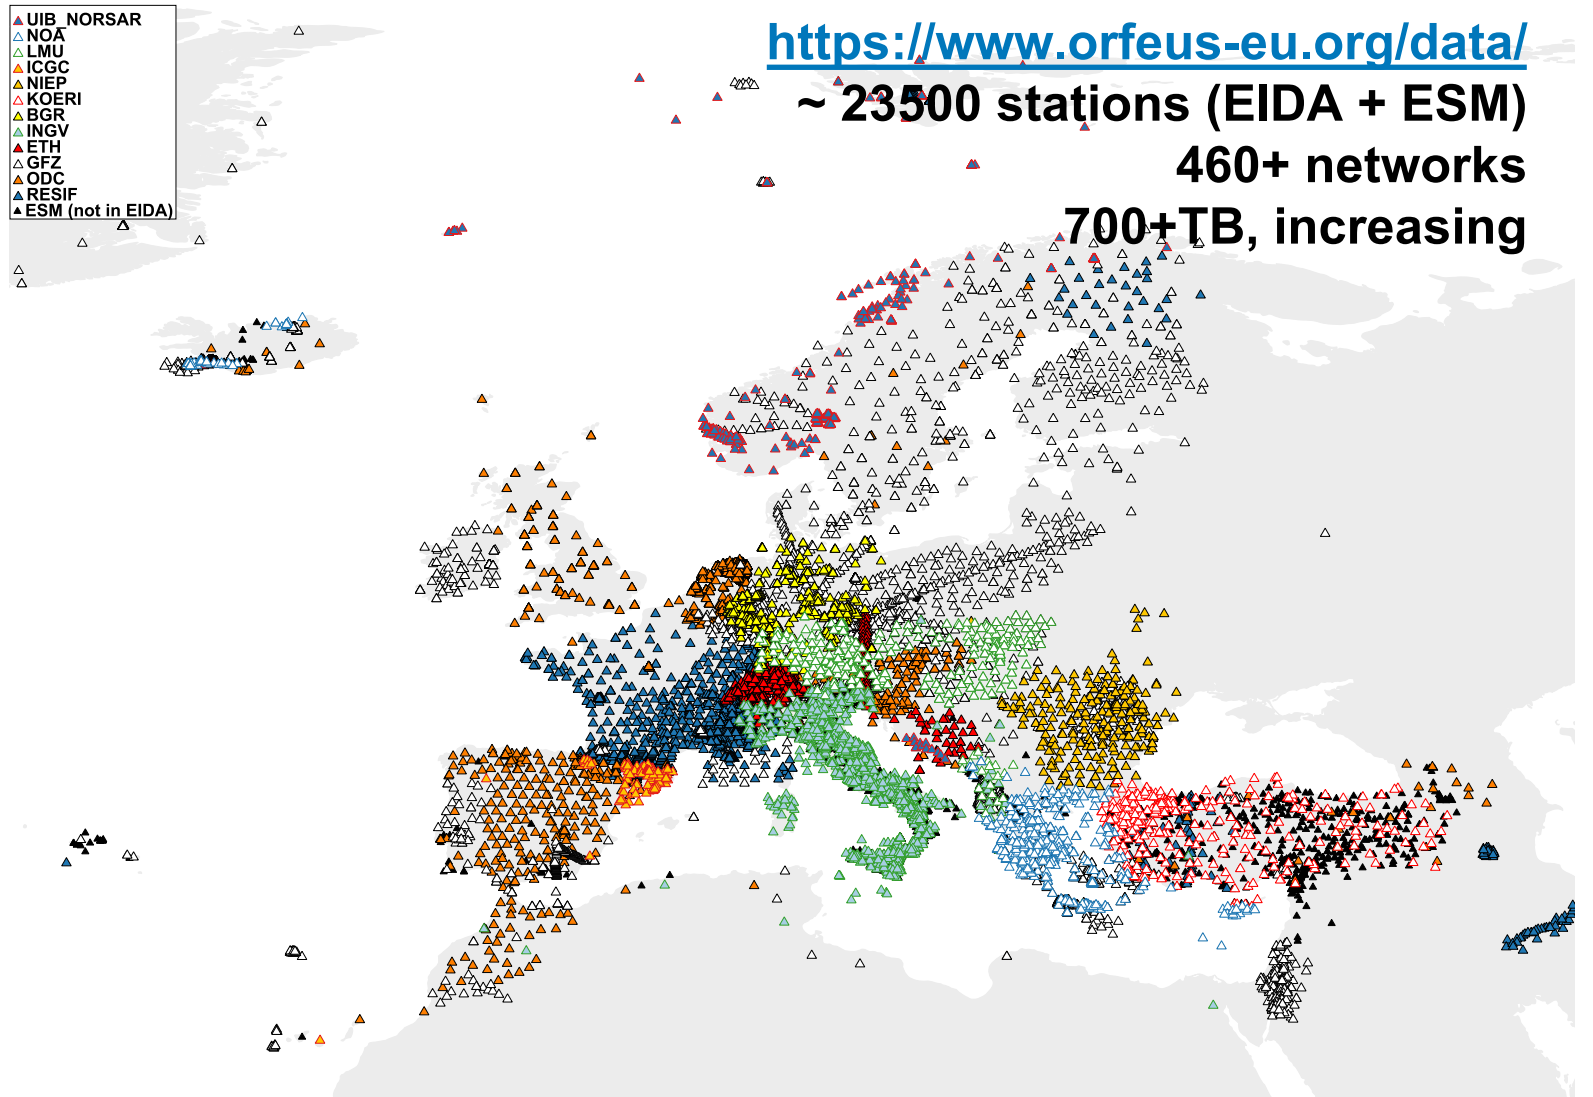 UIB_NORSAR
NOA
LMU
ICGC
NIEP
KOERI
BGR
INGV
ETH
GFZ
ODC
RESIF
ESM (not in EIDA)
https://www.orfeus-eu.org/data/
~ 23500 stations (EIDA + ESM)
460+ networks
700+TB, increasing